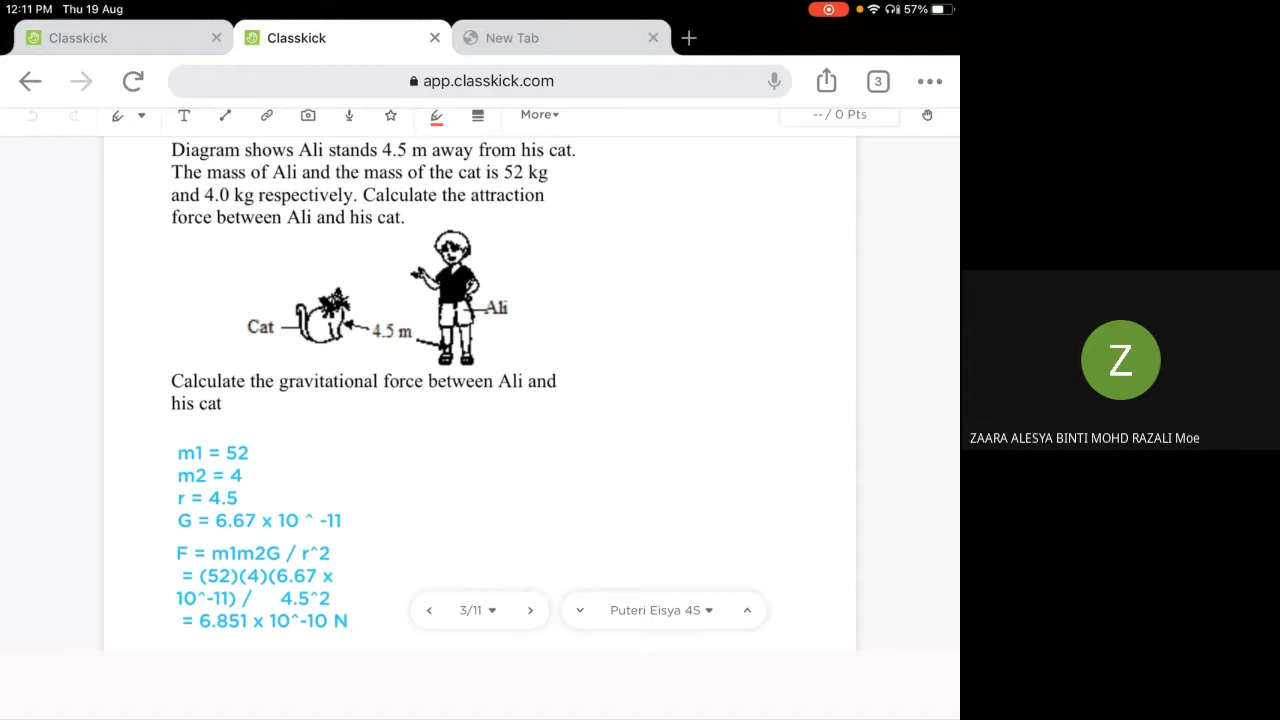 12:11 PM Thu 19 Aug
57%
Classkick
Classkick
New Tab
app.classkick.com
3
T
More
-- / 0 Pts
Diagram shows Ali stands 4.5 m away from his cat.
The mass of Ali and the mass of the cat is 52 kg
and 4.0 kg respectively. Calculate the attraction
force between Ali and his cat.
Ali
Cat
4.5 m
Calculate the gravitational force between Ali and
his cat
m1 = 52
m2 = 4
r = 4.5
G = 6.67 x 10 ^ -11
F = m1m2G / r^2
= (52)(4)(6.67 x
10^-11) / 4.5^2
= 6.851 x 10^-10 N
3/11
Puteri Eisya 4S
Z
ZAARA ALESYA BINTI MOHD RAZALI Moe